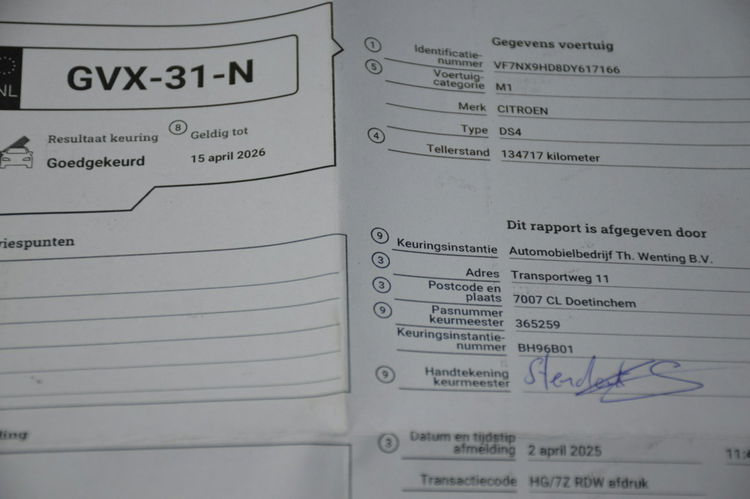 NL
GVX-31-N
Resultaat keuring
Goedgekeurd
8 Geldig tot
15 april 2026
Gegevens voertuig
1 Identificatie-
nummer VF7NX9HD8DY617166
5 Voertuig-
categorie M1
Merk CITROEN
Type DS4
4 Tellerstand 134717 kilometer
Dit rapport is afgegeven door
9 Keuringsinstantie Automobielbedrijf Th. Wenting B.V.
3 Adres Transportweg 11
3 Postcode en
plaats 7007 CL Doetinchem
9 Pasnummer
keurmeester 365259
Keuringsinstantie-
nummer BH96B01
9 Handtekening
keurmeester
3 Datum en tijdstip
afmelding 2 april 2025
Transactiecode HG/7Z RDW afdruk